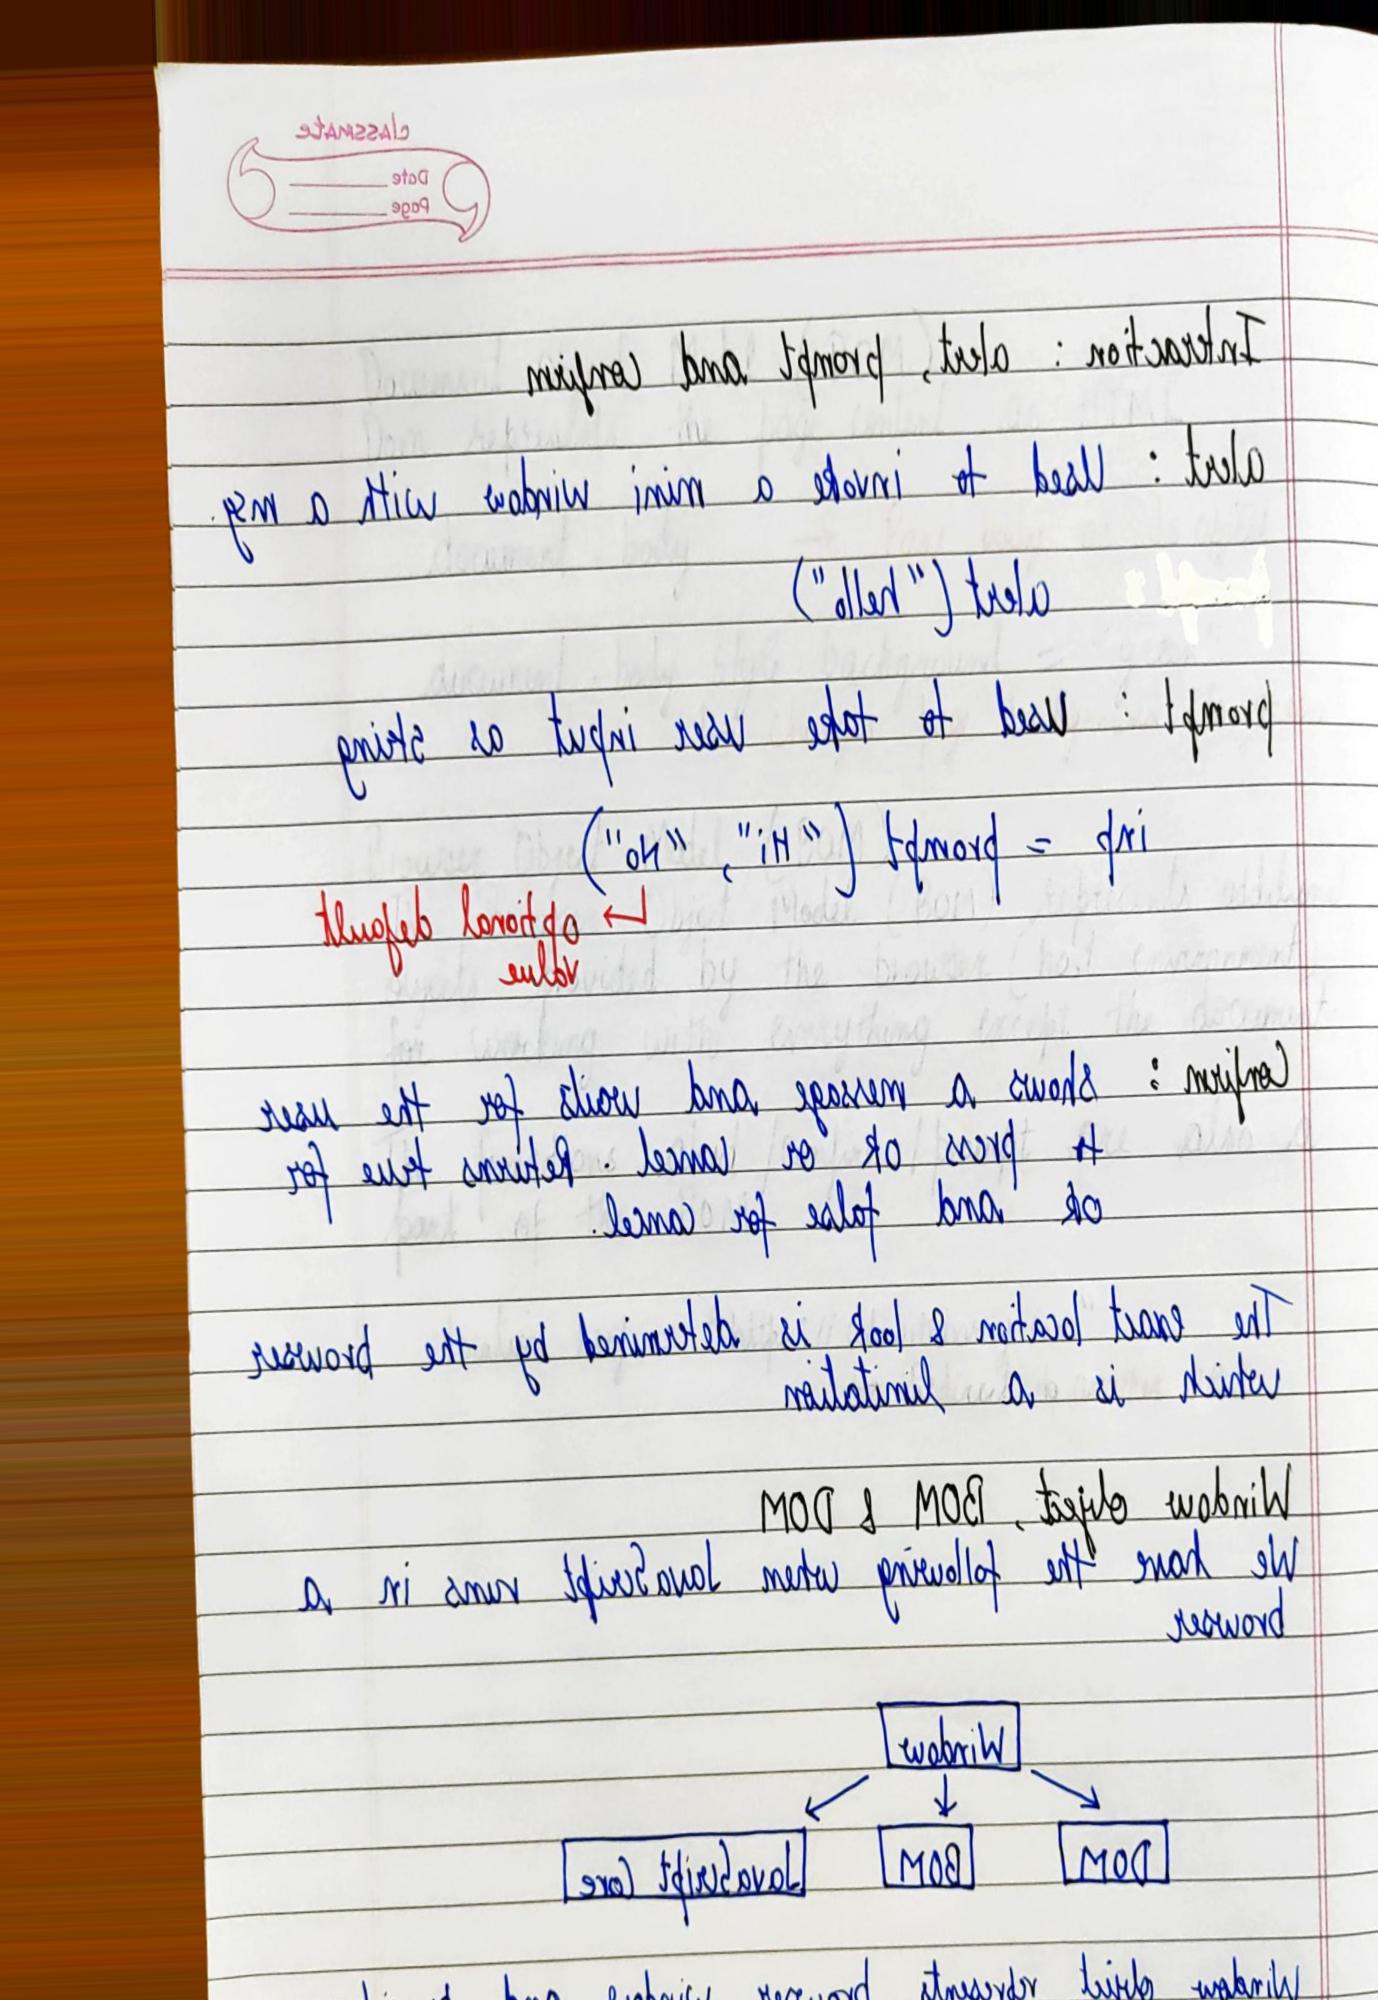 classmate
Date
Page
Interaction : alert, prompt and confirm
alert : Used to invoke a mini window with a msg.
alert ("hello")
prompt : Used to take user input as string
inp = prompt ("Hi", "No")
↳ optional default
value
Confirm : shows a message and waits for the user
to press ok or cancel. Returns true for
ok and false for cancel.
The exact location & look is determined by the browser
which is a limitation
Window object, BOM & DOM
We have the following when JavaScript runs in a
browser
Window
DOM BOM JavaScript Core
Window object represents browser window and